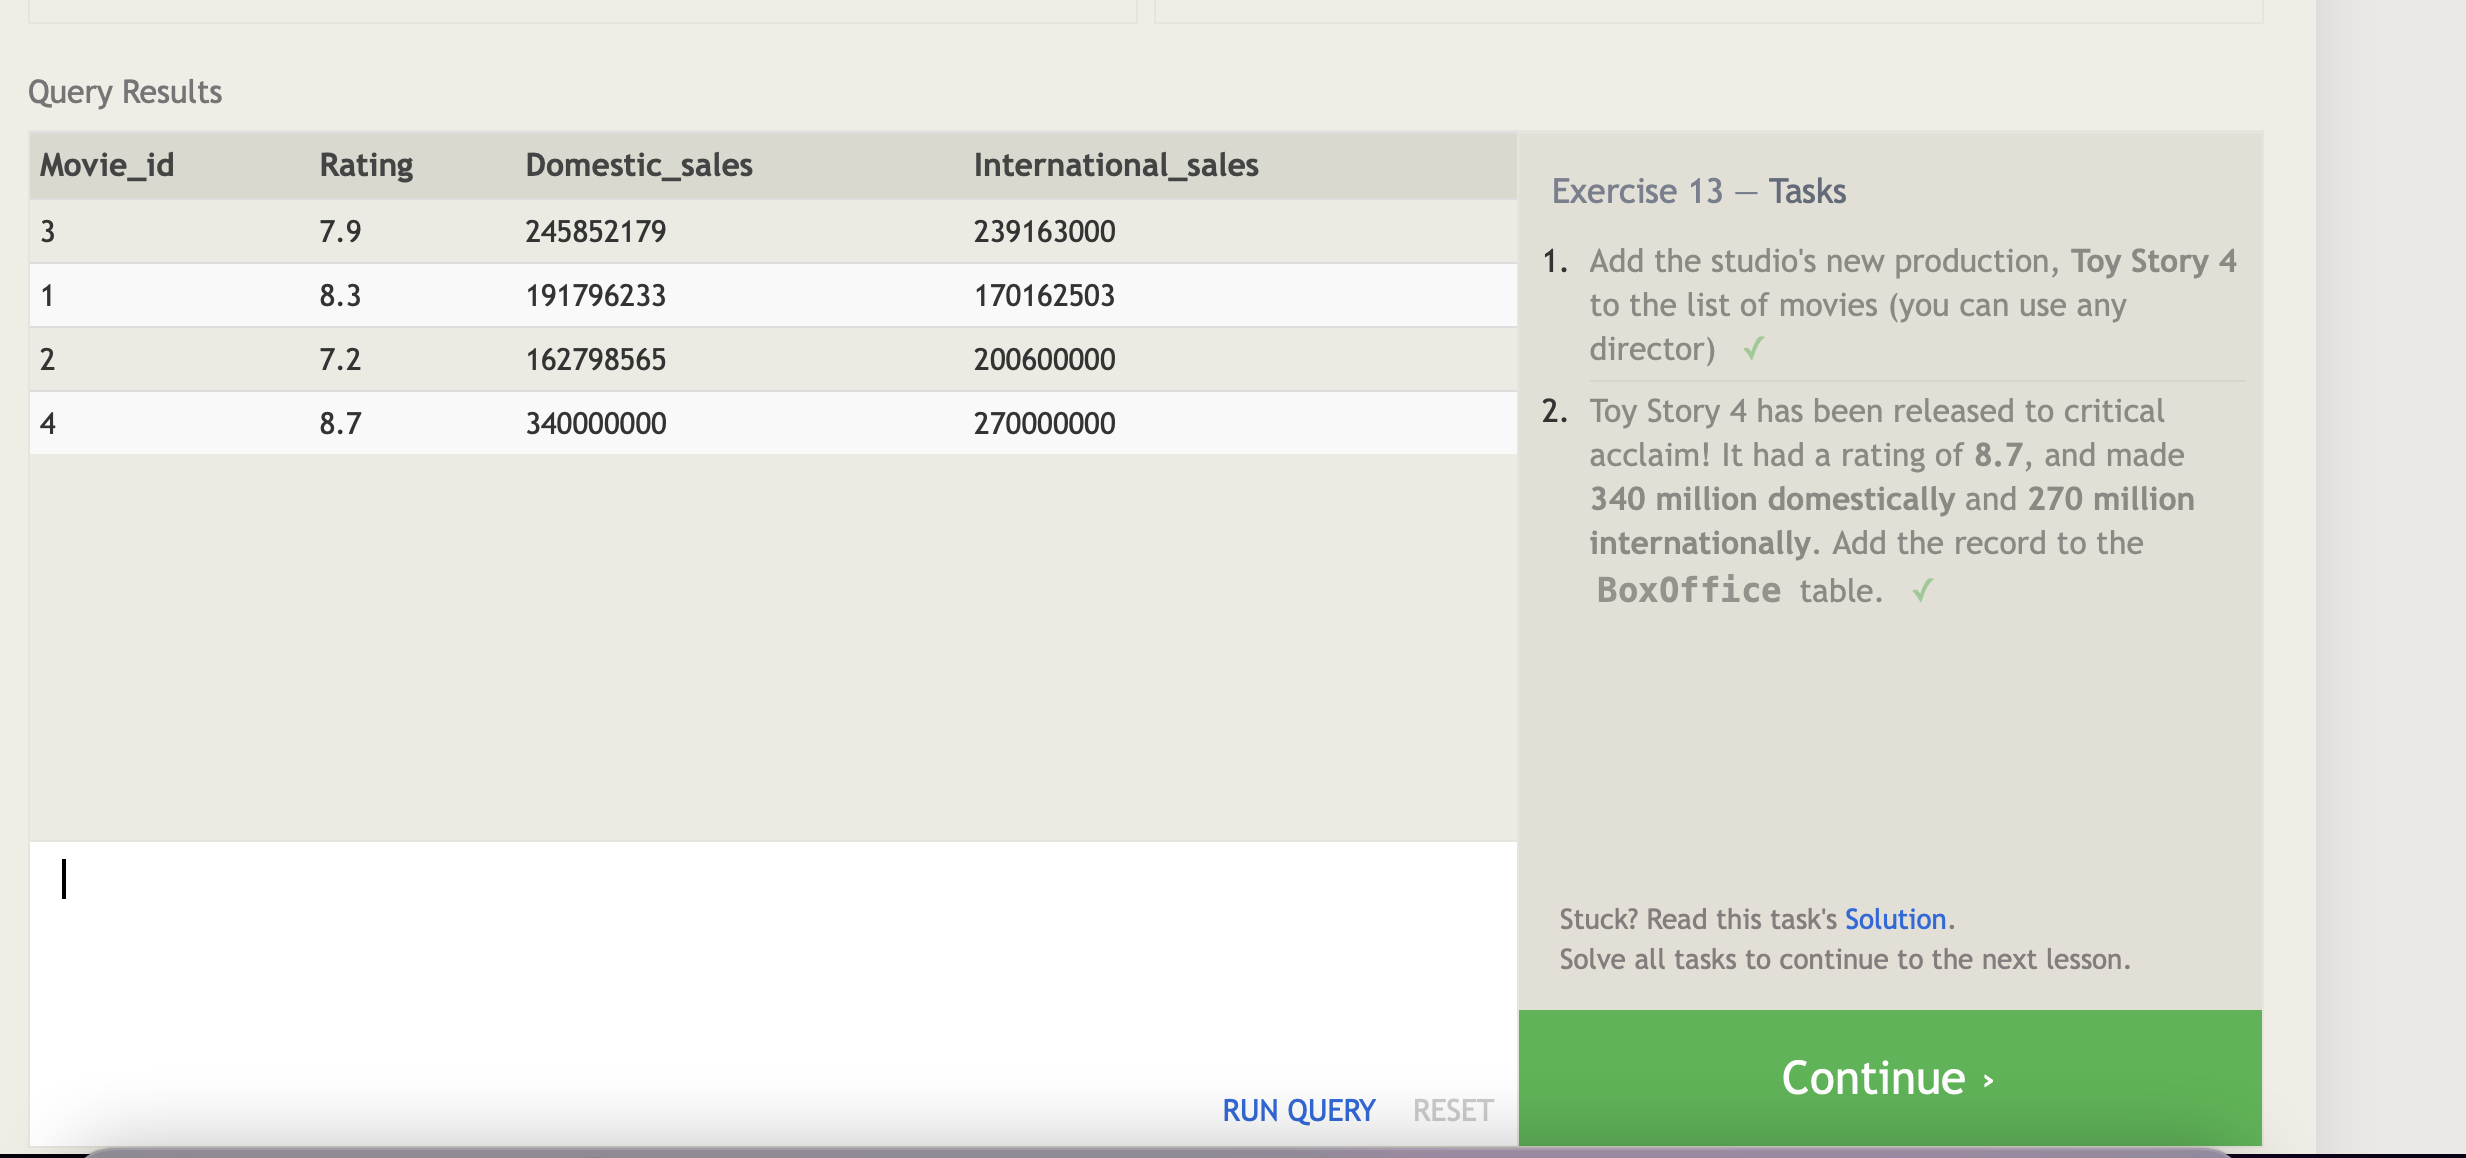 Query Results
Movie_id Rating Domestic_sales International_sales
3 7.9 245852179 239163000
1 8.3 191796233 170162503
2 7.2 162798565 200600000
4 8.7 340000000 270000000
Exercise 13 — Tasks
1. Add the studio's new production, Toy Story 4
to the list of movies (you can use any
director) ✓
2. Toy Story 4 has been released to critical
acclaim! It had a rating of 8.7, and made
340 million domestically and 270 million
internationally. Add the record to the
BoxOffice table. ✓
Stuck? Read this task's Solution.
Solve all tasks to continue to the next lesson.
RUN QUERY RESET
Continue ›